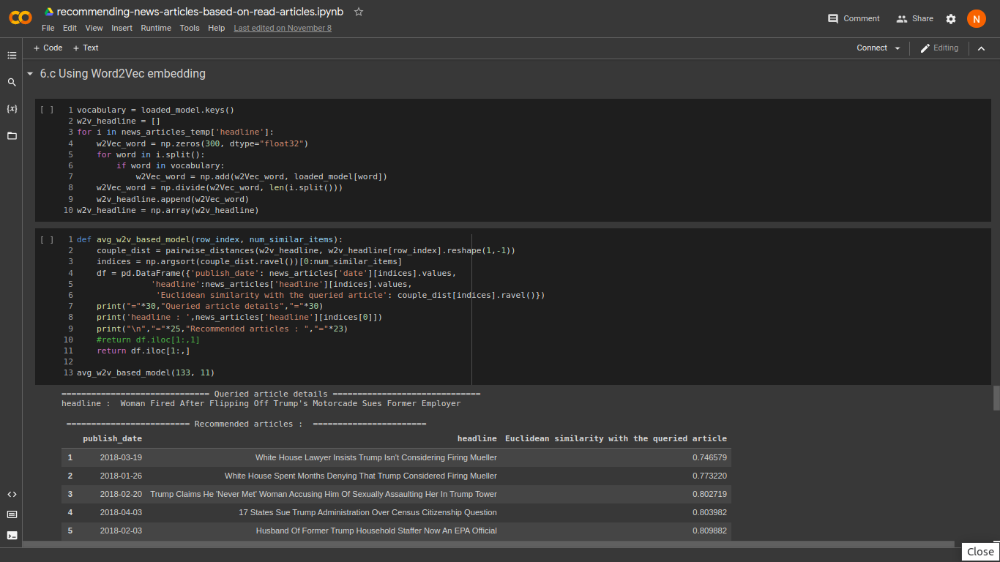 recommending-news-articles-based-on-read-articles.ipynb
File Edit View Insert Runtime Tools Help Last edited on November 8
Comment Share N
+ Code + Text Connect Editing
6.c Using Word2Vec embedding
[ ] 1 vocabulary = loaded_model.keys()
2 w2v_headline = []
3 for i in news_articles_temp['headline']:
4     w2Vec_word = np.zeros(300, dtype="float32")
5     for word in i.split():
6         if word in vocabulary:
7             w2Vec_word = np.add(w2Vec_word, loaded_model[word])
8     w2Vec_word = np.divide(w2Vec_word, len(i.split()))
9     w2v_headline.append(w2Vec_word)
10 w2v_headline = np.array(w2v_headline)
[ ] 1 def avg_w2v_based_model(row_index, num_similar_items):
2     couple_dist = pairwise_distances(w2v_headline, w2v_headline[row_index].reshape(1,-1))
3     indices = np.argsort(couple_dist.ravel())[0:num_similar_items]
4     df = pd.DataFrame({'publish_date': news_articles['date'][indices].values,
5                'headline':news_articles['headline'][indices].values,
6                 'Euclidean similarity with the queried article': couple_dist[indices].ravel()})
7     print("="*30,"Queried article details","="*30)
8     print('headline : ',news_articles['headline'][indices[0]])
9     print("\n","="*25,"Recommended articles : ","="*23)
10     #return df.iloc[1:,1]
11     return df.iloc[1:,]
12
13 avg_w2v_based_model(133, 11)
============================== Queried article details ==============================
headline :  Woman Fired After Flipping Off Trump's Motorcade Sues Former Employer
========================= Recommended articles :  =======================
publish_date headline Euclidean similarity with the queried article
1 2018-03-19 White House Lawyer Insists Trump Isn't Considering Firing Mueller 0.746579
2 2018-01-26 White House Spent Months Denying That Trump Considered Firing Mueller 0.773220
3 2018-02-20 Trump Claims He 'Never Met' Woman Accusing Him Of Sexually Assaulting Her In Trump Tower 0.802719
4 2018-04-03 17 States Sue Trump Administration Over Census Citizenship Question 0.803982
5 2018-02-03 Husband Of Former Trump Household Staffer Now An EPA Official 0.809882
Close